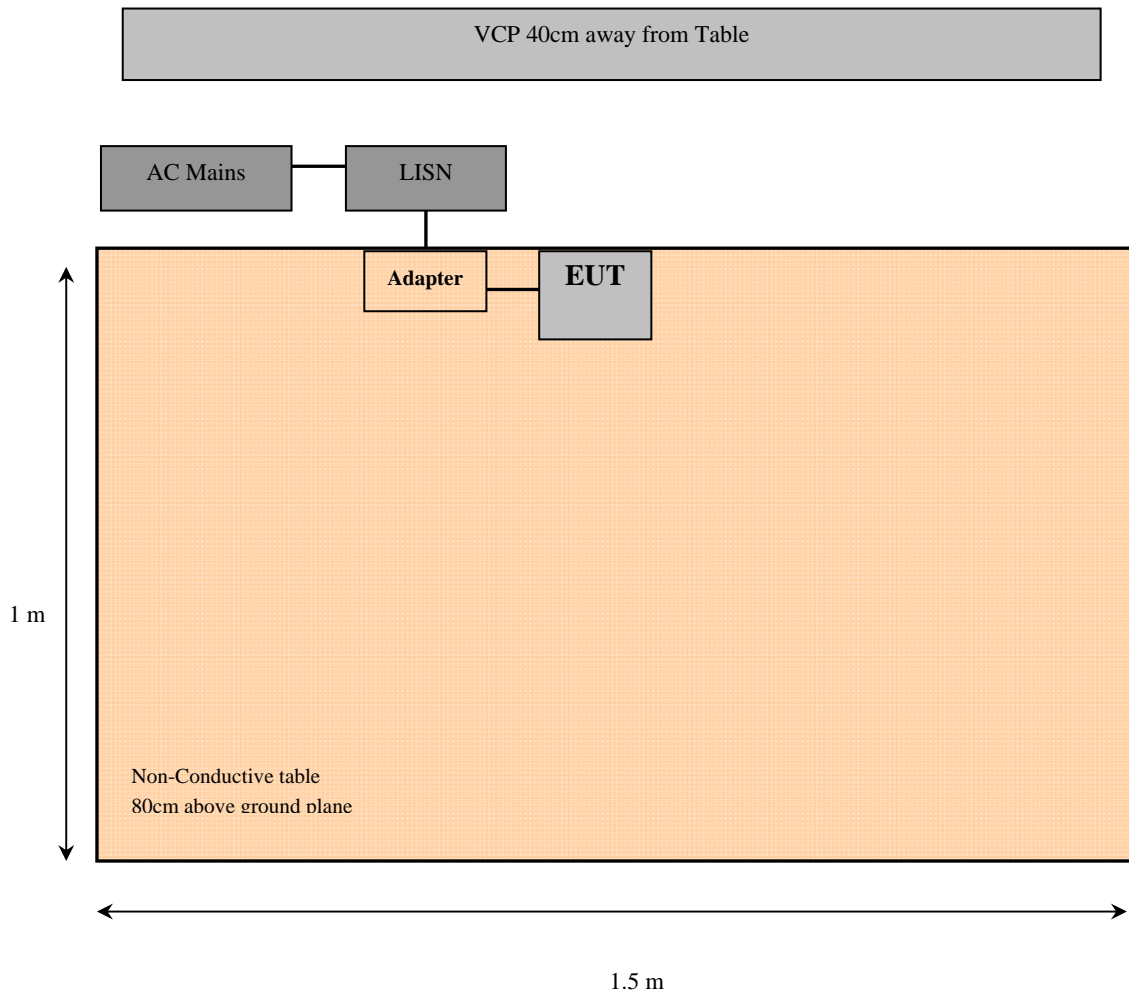 VCP 40cm away from Table
AC Mains
LISN
Adapter
EUT
1 m
Non-Conductive table
80cm above ground plane
1.5 m